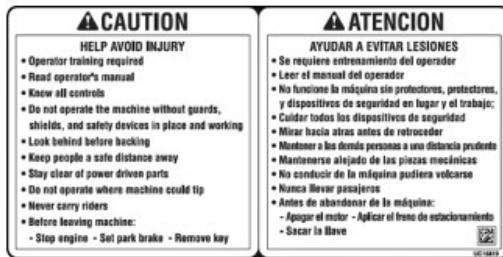 CAUTION
HELP AVOID INJURY
• Operator training required
• Read operator's manual
• Know all controls
• Do not operate the machine without guards,
shields, and safety devices in place and working
• Look behind before backing
• Keep people a safe distance away
• Stay clear of power driven parts
• Do not operate where machine could tip
• Never carry riders
• Before leaving machine:
- Stop engine - Set park brake - Remove key
ATENCION
AYUDAR A EVITAR LESIONES
• Se requiere entrenamiento del operador
• Leer el manual del operador
• No funcione la máquina sin protectores, protectores,
y dispositivos de seguridad en lugar y el trabajo;
• Cuidar todos los dispositivos de seguridad
• Mirar hacia atras antes de retroceder
• Mantener a las demás personas a una distancia prudente
• Mantenerse alejado de las piezas mecánicas
• No conducir de la máquina pudiera volcarse
• Nunca llevar pasajeros
• Antes de abandonar de la máquina:
- Apagar el motor - Aplicar el freno de estacionamiento
- Sacar la llave